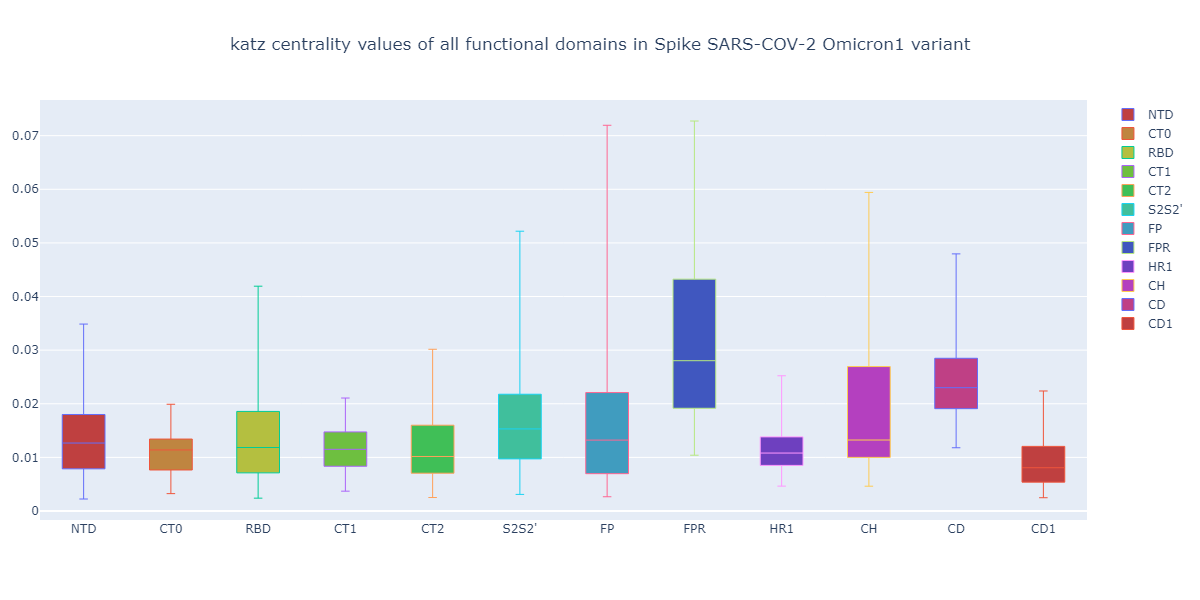 katz centrality values of all functional domains in Spike SARS-COV-2 Omicron1 variant
0.07
0.06
0.05
0.04
0.03
0.02
0.01
0
NTD CT0 RBD CT1 CT2 S2S2' FP FPR HR1 CH CD CD1
NTD
CT0
RBD
CT1
CT2
S2S2'
FP
FPR
HR1
CH
CD
CD1